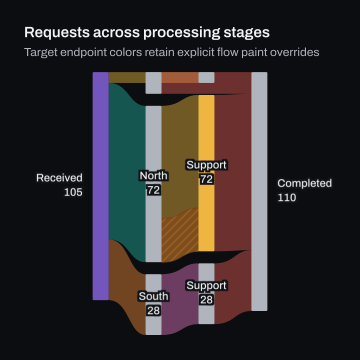 Requests across processing stages
Target endpoint colors retain explicit flow paint overrides
Received
105
North
72
Support
72
Completed
110
South
28
Support
28